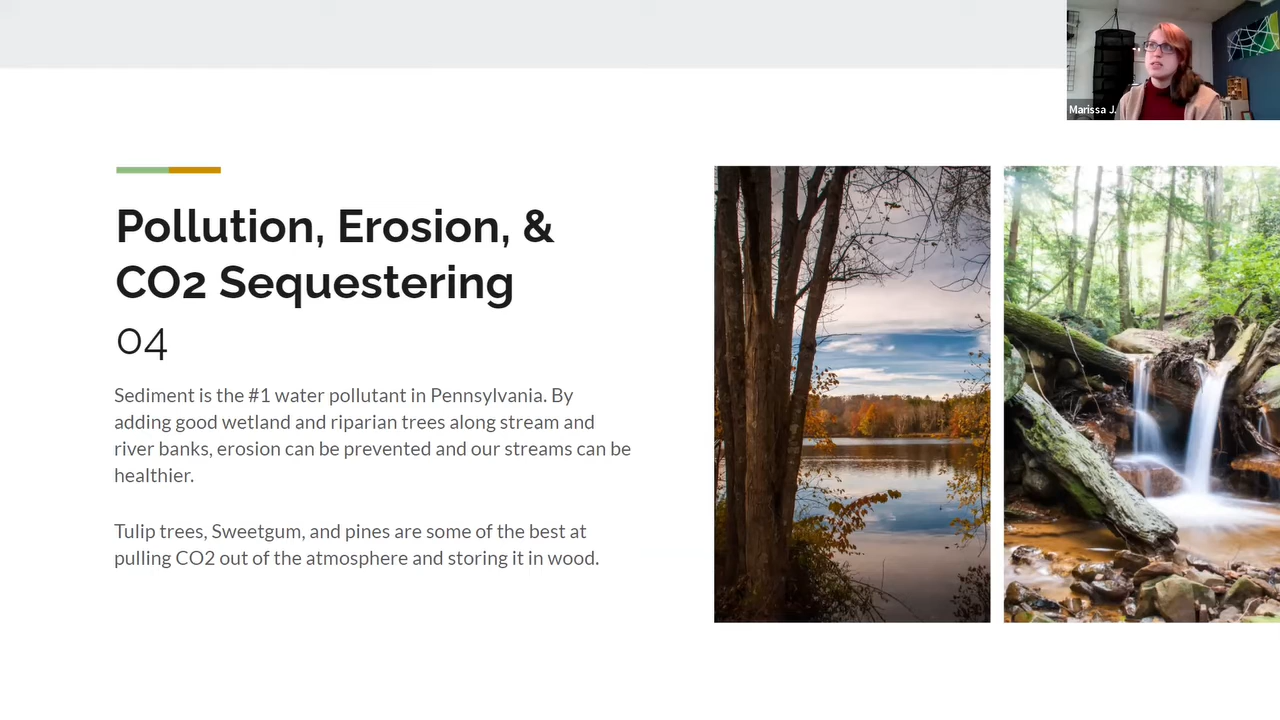 Marissa J.
Pollution, Erosion, &
CO2 Sequestering
04
Sediment is the #1 water pollutant in Pennsylvania. By
adding good wetland and riparian trees along stream and
river banks, erosion can be prevented and our streams can be
healthier.
Tulip trees, Sweetgum, and pines are some of the best at
pulling CO2 out of the atmosphere and storing it in wood.